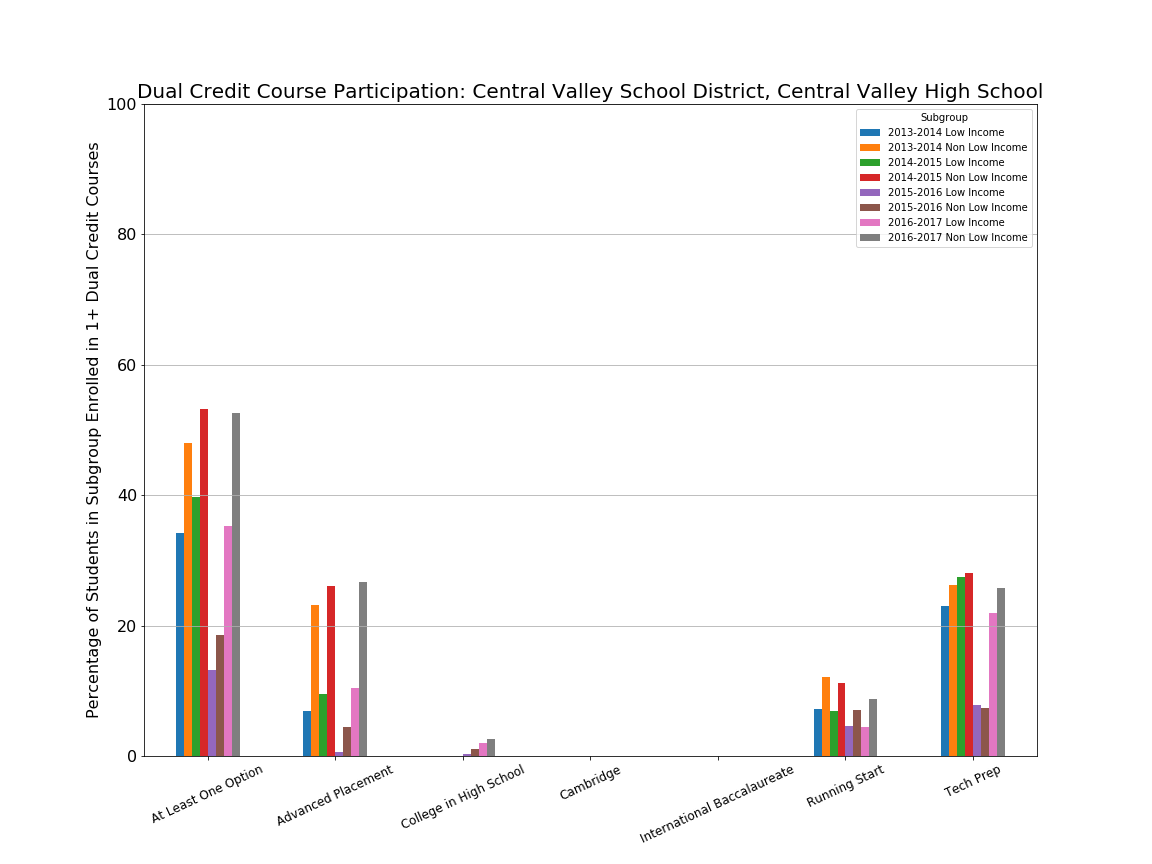 Dual Credit Course Participation: Central Valley School District, Central Valley High School
Percentage of Students in Subgroup Enrolled in 1+ Dual Credit Courses
100
80
60
40
20
0
Subgroup
2013-2014 Low Income
2013-2014 Non Low Income
2014-2015 Low Income
2014-2015 Non Low Income
2015-2016 Low Income
2015-2016 Non Low Income
2016-2017 Low Income
2016-2017 Non Low Income
At Least One Option
Advanced Placement
College in High School
Cambridge
International Baccalaureate
Running Start
Tech Prep